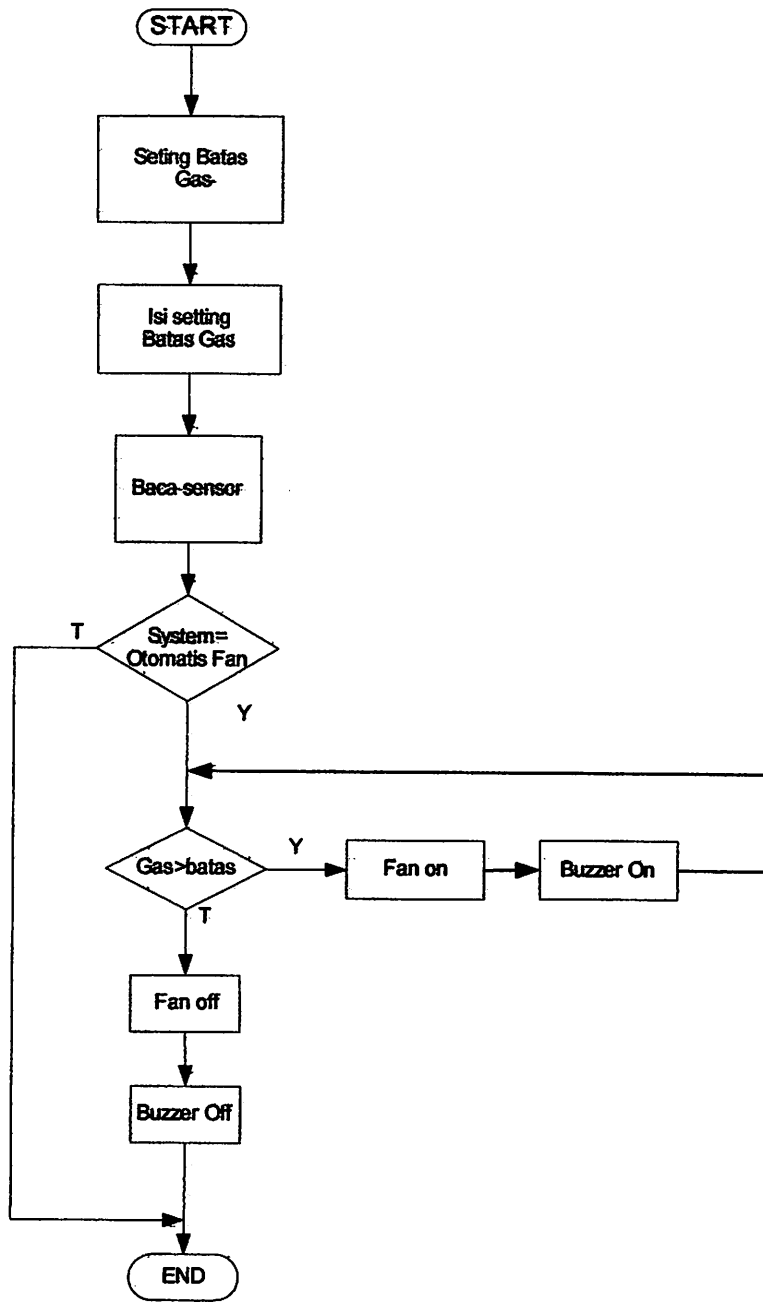 START
Seting Batas
Gas
Isi setting
Batas Gas
Baca sensor
T
System=
Otomatis Fan
Y
Gas>batas
Y
Fan on
Buzzer On
T
Fan off
Buzzer Off
END